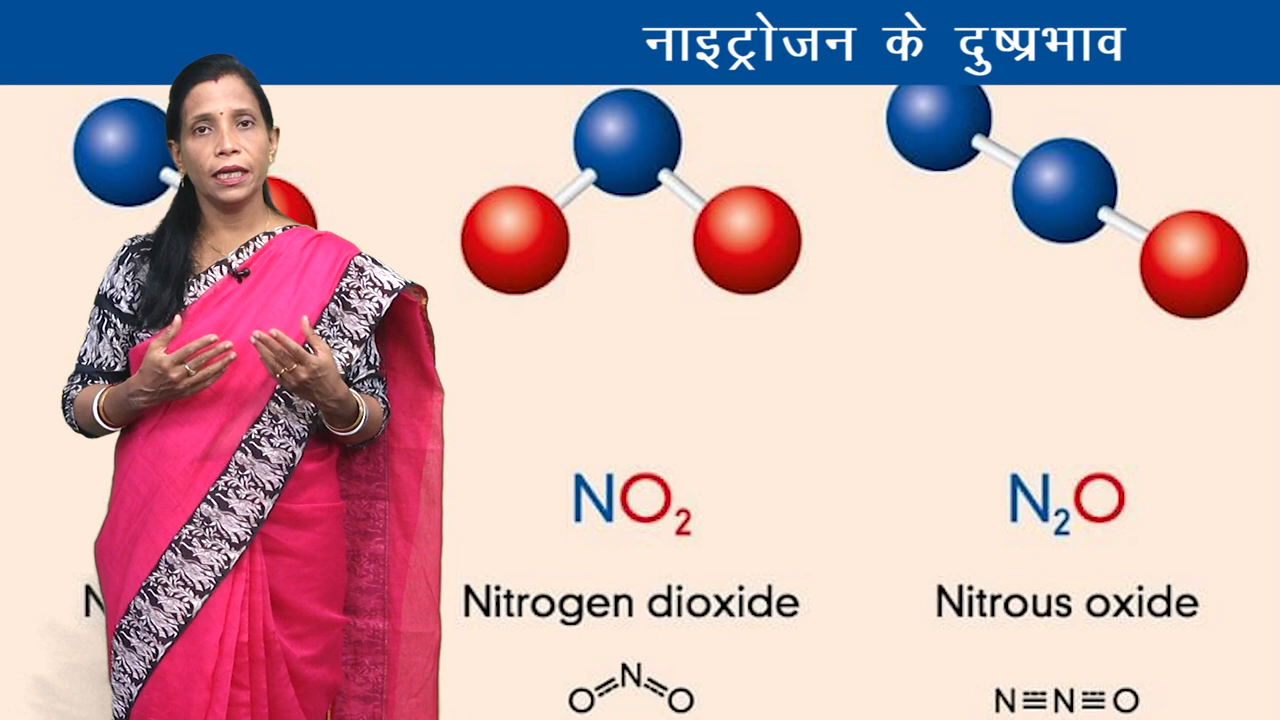 नाइट्रोजन के दुष्प्रभाव
NO₂
N₂O
Nitrogen dioxide
Nitrous oxide
O=N=O
N≡N≡O